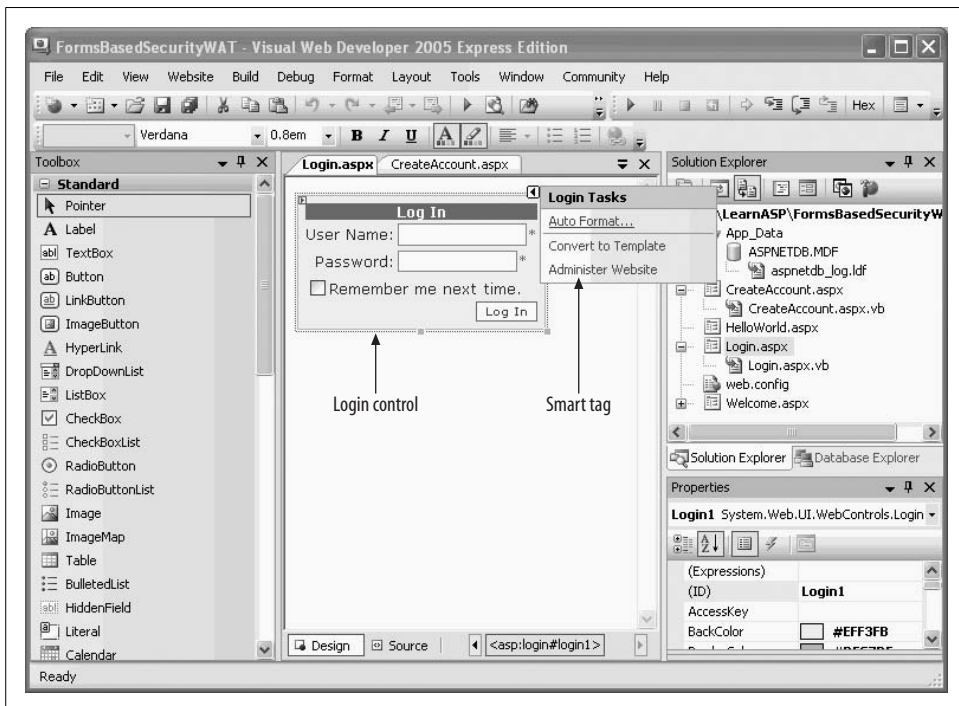 FormsBasedSecurityWAT - Visual Web Developer 2005 Express Edition
File Edit View Website Build Debug Format Layout Tools Window Community Help
Hex
Verdana 0.8em B I U A
Toolbox
Standard
Pointer
A Label
abl TextBox
ab Button
ab LinkButton
ImageButton
A HyperLink
DropDownList
ListBox
CheckBox
CheckBoxList
RadioButton
RadioButtonList
Image
ImageMap
Table
BulletedList
abl HiddenField
Literal
Calendar
Login.aspx CreateAccount.aspx
Log In
User Name: *
Password: *
Remember me next time.
Log In
Login Tasks
Auto Format...
Convert to Template
Administer Website
Login control
Smart tag
Design Source <asp:login#login1>
Solution Explorer
\LearnASP\FormsBasedSecurityW
App_Data
ASPNETDB.MDF
aspnetdb_log.ldf
CreateAccount.aspx
CreateAccount.aspx.vb
HelloWorld.aspx
Login.aspx
Login.aspx.vb
web.config
Welcome.aspx
Solution Explorer Database Explorer
Properties
Login1 System.Web.UI.WebControls.Login
(Expressions)
(ID) Login1
AccessKey
BackColor #EFF3FB
Ready